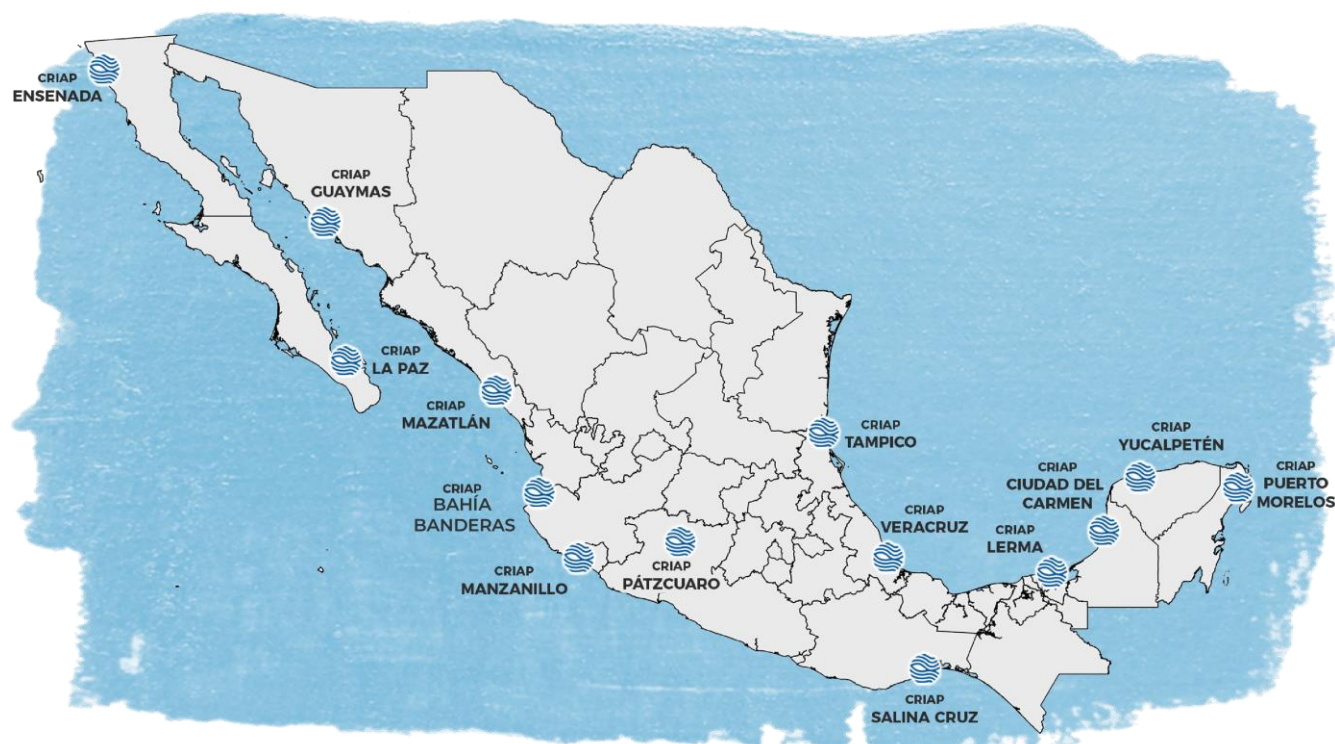 CRIAP
ENSENADA
CRIAP
GUAYMAS
CRIAP
LA PAZ
CRIAP
MAZATLÁN
CRIAP
BAHÍA
BANDERAS
CRIAP
MANZANILLO
CRIAP
PÁTZCUARO
CRIAP
TAMPICO
CRIAP
VERACRUZ
CRIAP
SALINA CRUZ
CRIAP
LERMA
CRIAP
CIUDAD DEL
CARMEN
CRIAP
YUCALPETÉN
CRIAP
PUERTO
MORELOS